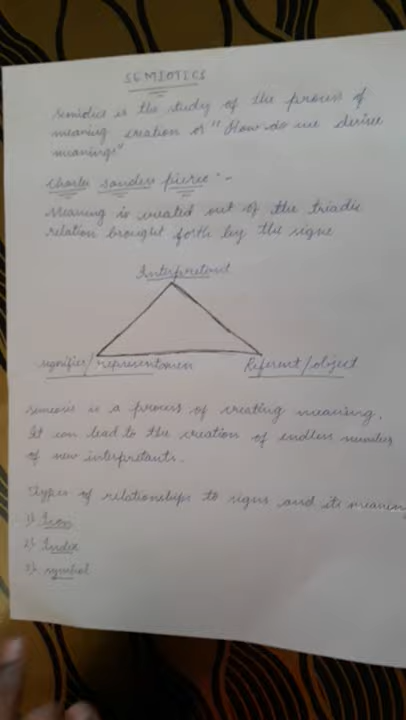 SEMIOTICS
Semiotics is the study of the process of
meaning creation or "How do we derive
meanings"
Charles Sanders pierce :-
Meaning is created out of the triadic
relation brought forth by the signs
Interpretant
signifier/representamen Referent/object
Semiosis is a process of creating meaning.
It can lead to the creation of endless number
of new interpretants.
Types of relationships to signs and its meaning
1) Icon
2) Index
3) symbol